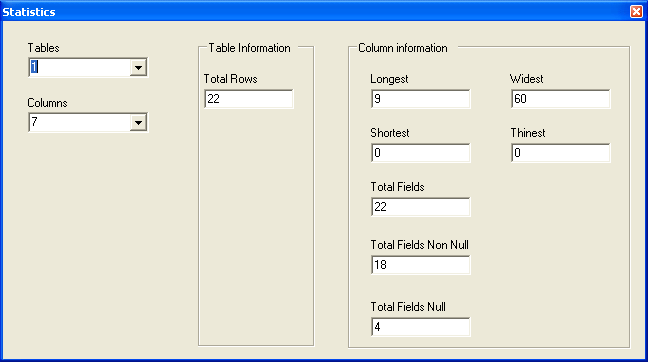 Statistics
Tables
1
Columns
7
Table Information
Total Rows
22
Column information
Longest
9
Widest
60
Shortest
0
Thinest
0
Total Fields
22
Total Fields Non Null
18
Total Fields Null
4